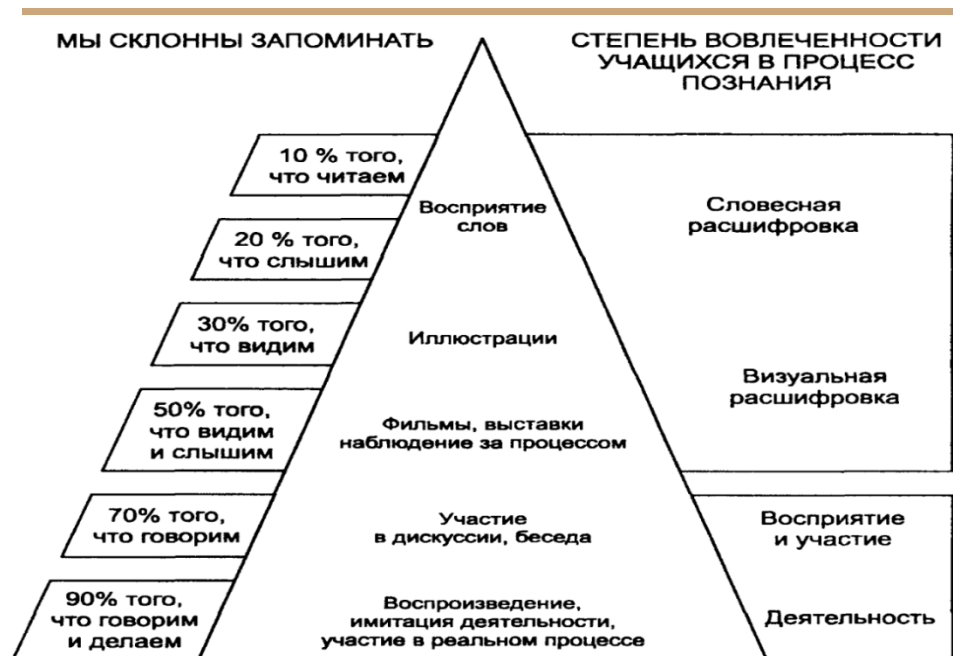 МЫ СКЛОННЫ ЗАПОМИНАТЬ
СТЕПЕНЬ ВОВЛЕЧЕННОСТИ
УЧАЩИХСЯ В ПРОЦЕСС
ПОЗНАНИЯ
10 % того,
что читаем
20 % того,
что слышим
30% того,
что видим
50% того,
что видим
и слышим
70% того,
что говорим
90% того,
что говорим
и делаем
Восприятие
слов
Иллюстрации
Фильмы, выставки
наблюдение за процессом
Участие
в дискуссии, беседа
Воспроизведение,
имитация деятельности,
участие в реальном процессе
Словесная
расшифровка
Визуальная
расшифровка
Восприятие
и участие
Деятельность